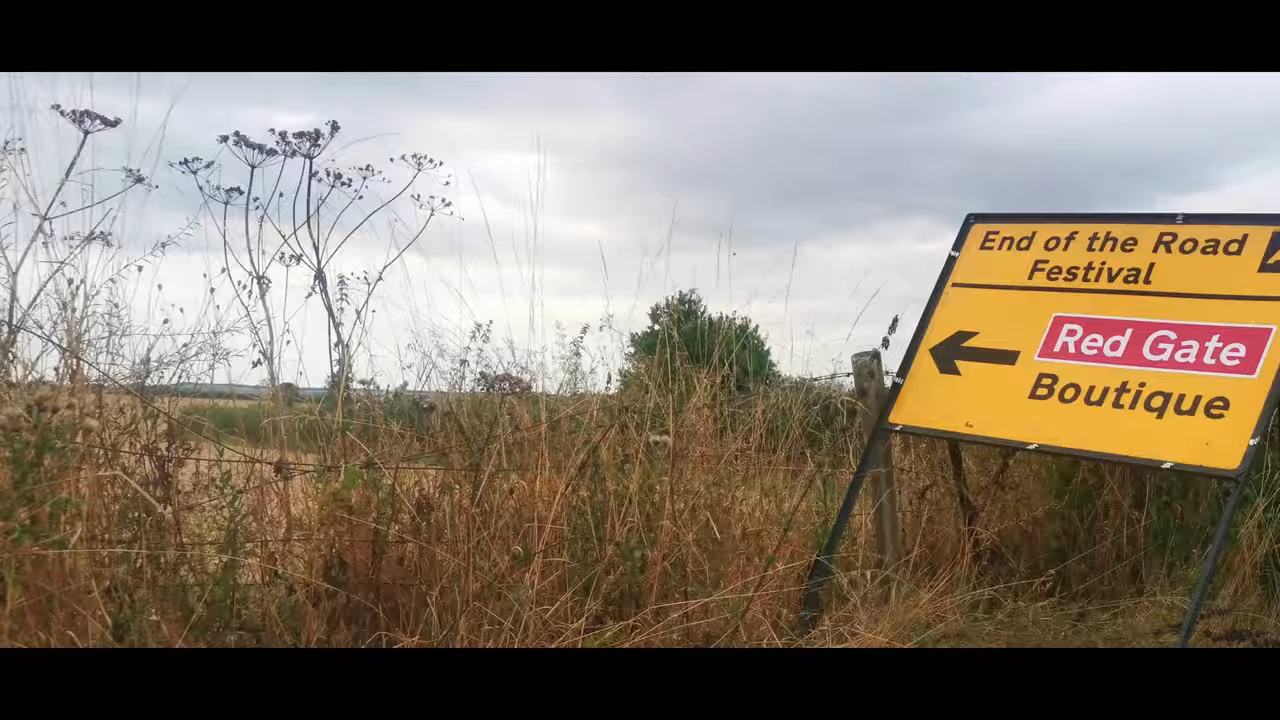 End of the Road
Festival
Red Gate
Boutique